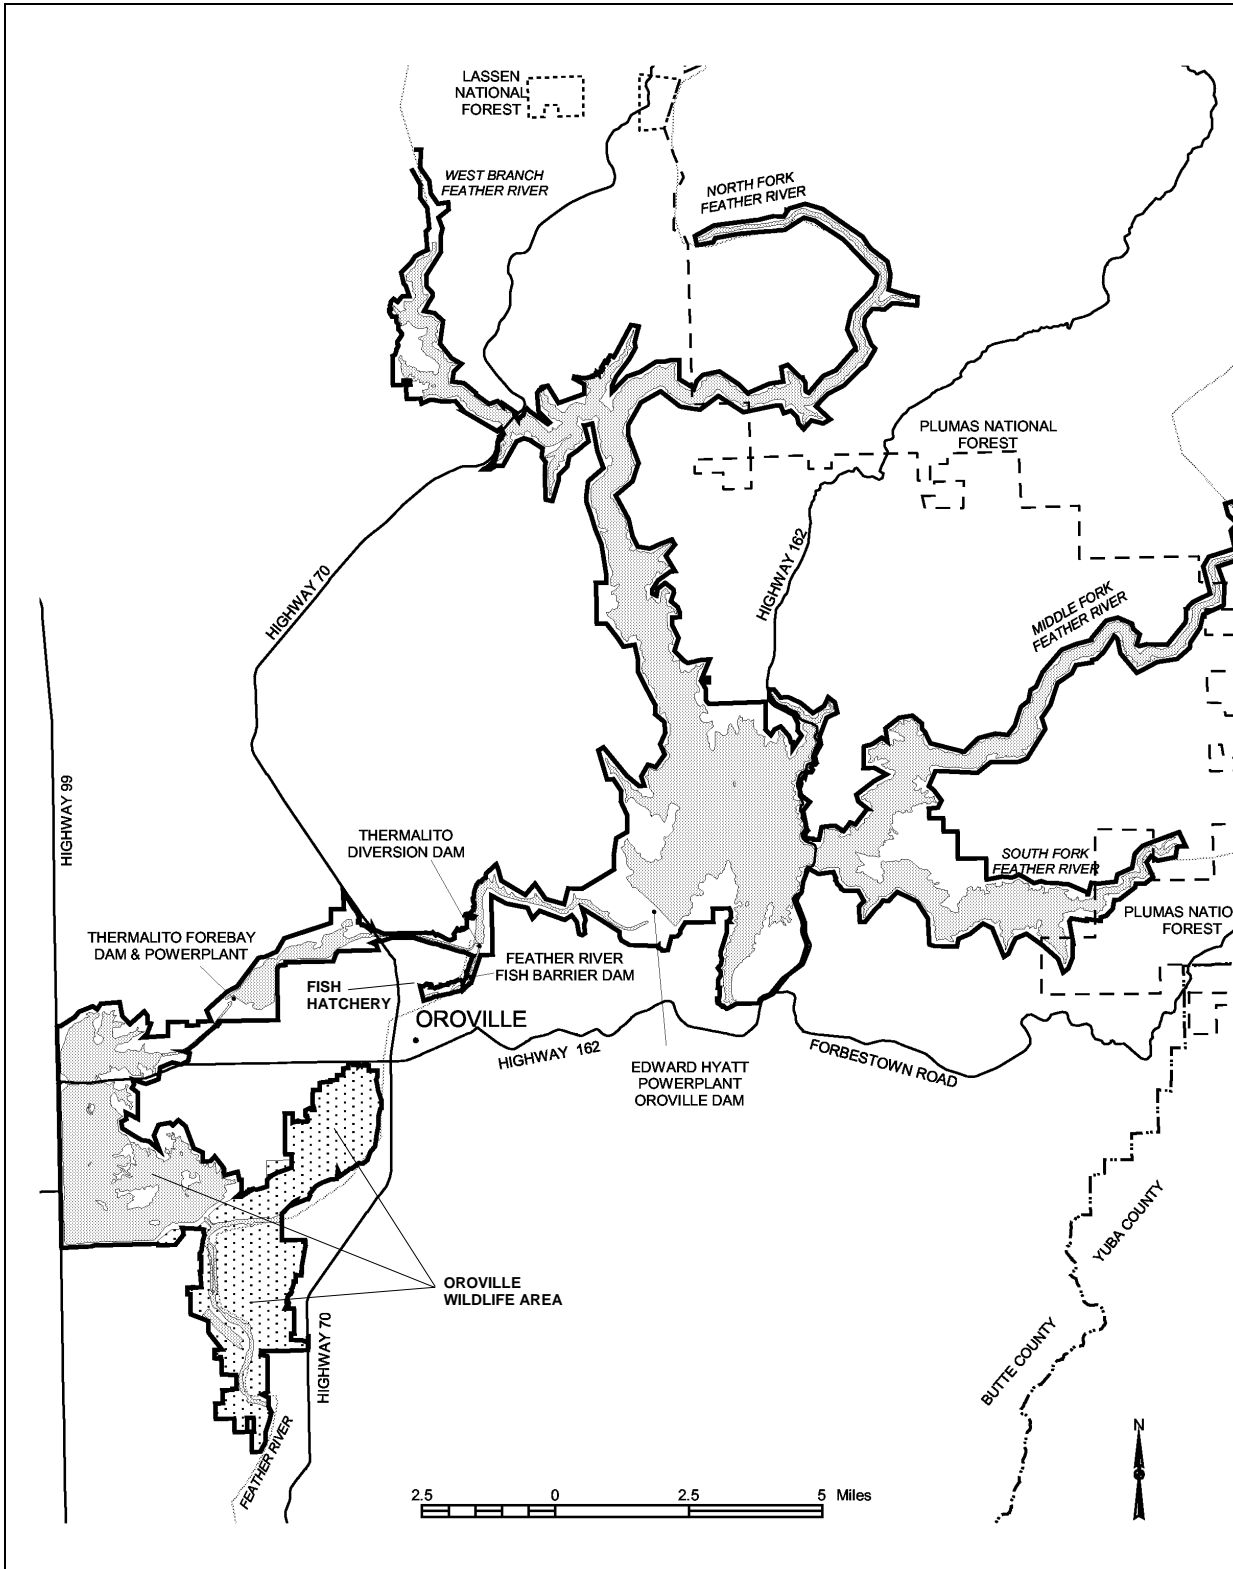 LASSEN
NATIONAL
FOREST
WEST BRANCH
FEATHER RIVER
NORTH FORK
FEATHER RIVER
PLUMAS NATIONAL
FOREST
HIGHWAY 70
HIGHWAY 162
MIDDLE FORK
FEATHER RIVER
HIGHWAY 99
THERMALITO
DIVERSION DAM
SOUTH FORK
FEATHER RIVER
PLUMAS NATIO
FOREST
THERMALITO FOREBAY
DAM & POWERPLANT
FEATHER RIVER
FISH BARRIER DAM
FISH
HATCHERY
OROVILLE
HIGHWAY 162
FORBESTOWN ROAD
EDWARD HYATT
POWERPLANT
OROVILLE DAM
YUBA COUNTY
OROVILLE
WILDLIFE AREA
HIGHWAY 70
BUTTE COUNTY
FEATHER RIVER
N
2.5 0 2.5 5 Miles